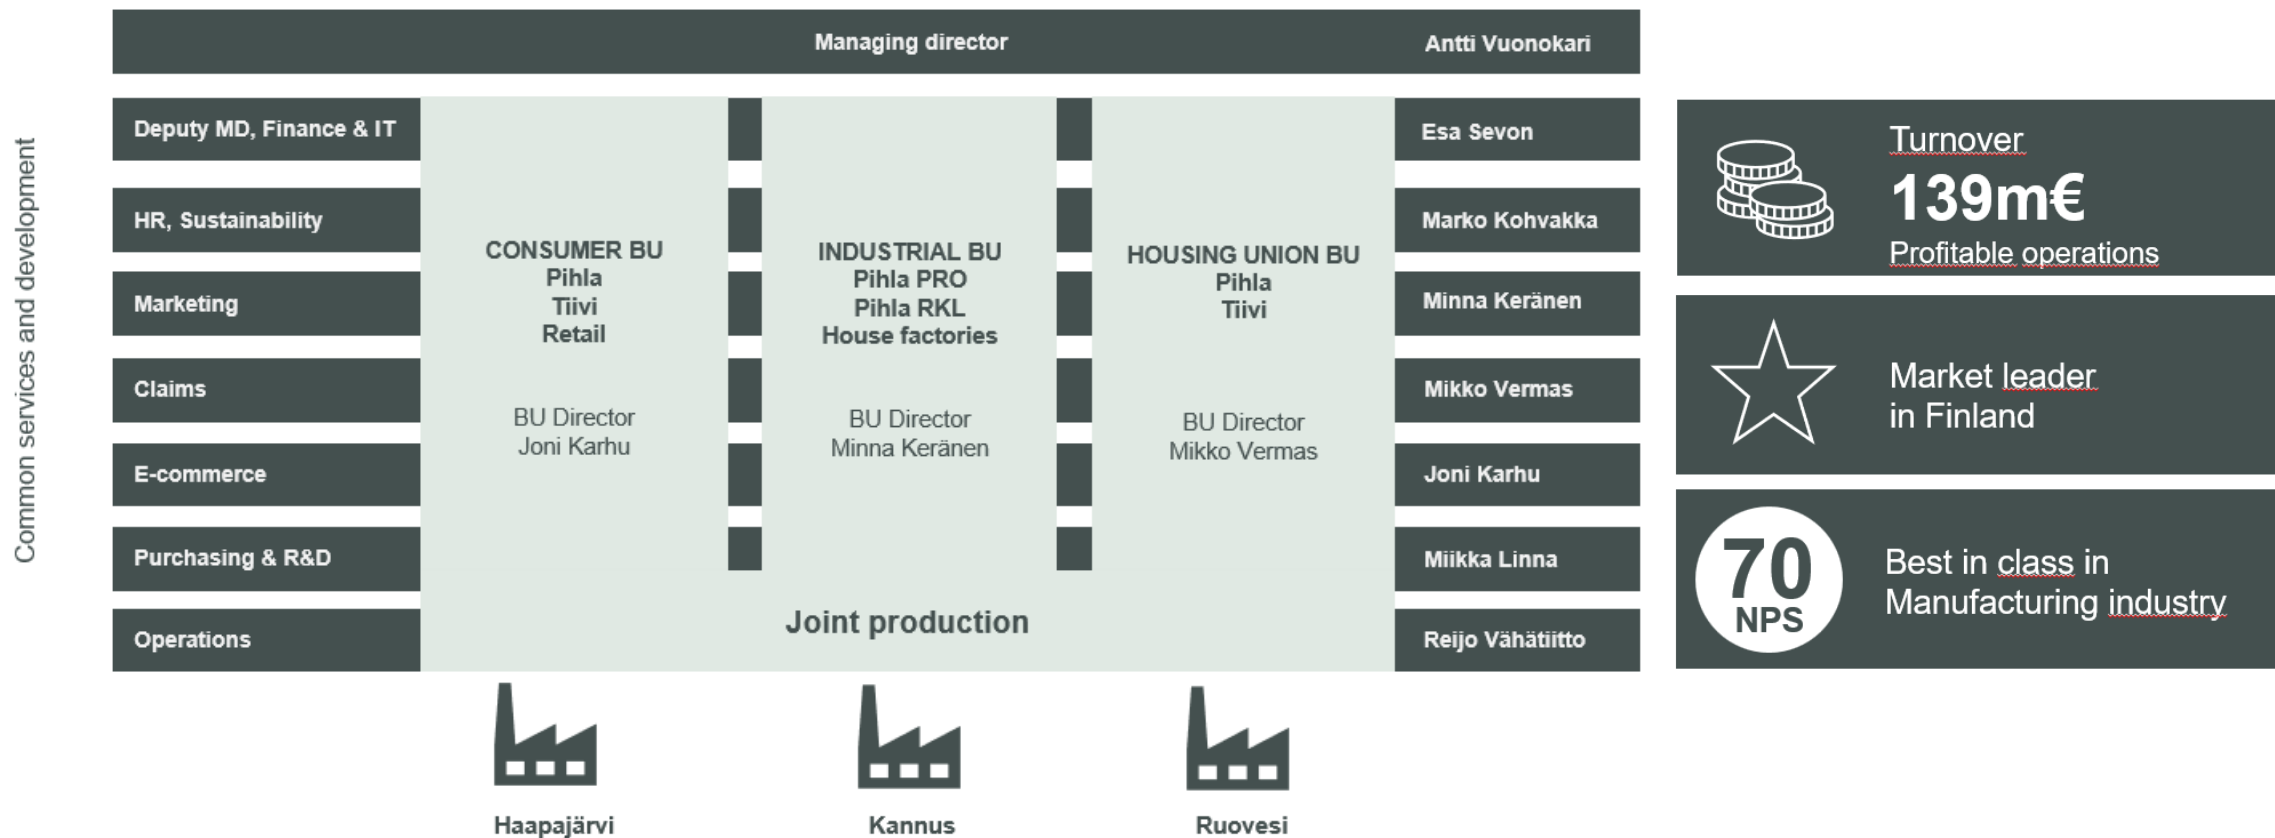 Managing director
Antti Vuonokari
Common services and development
Deputy MD, Finance & IT
Esa Sevon
HR, Sustainability
Marko Kohvakka
Marketing
Minna Keränen
Claims
Mikko Vermas
E-commerce
Joni Karhu
Purchasing & R&D
Miikka Linna
Operations
Reijo Vähätiitto
CONSUMER BU
Pihla
Tiivi
Retail
BU Director
Joni Karhu
INDUSTRIAL BU
Pihla PRO
Pihla RKL
House factories
BU Director
Minna Keränen
HOUSING UNION BU
Pihla
Tiivi
BU Director
Mikko Vermas
Joint production
Haapajärvi
Kannus
Ruovesi
Turnover
139m€
Profitable operations
Market leader
in Finland
70
NPS
Best in class in
Manufacturing industry